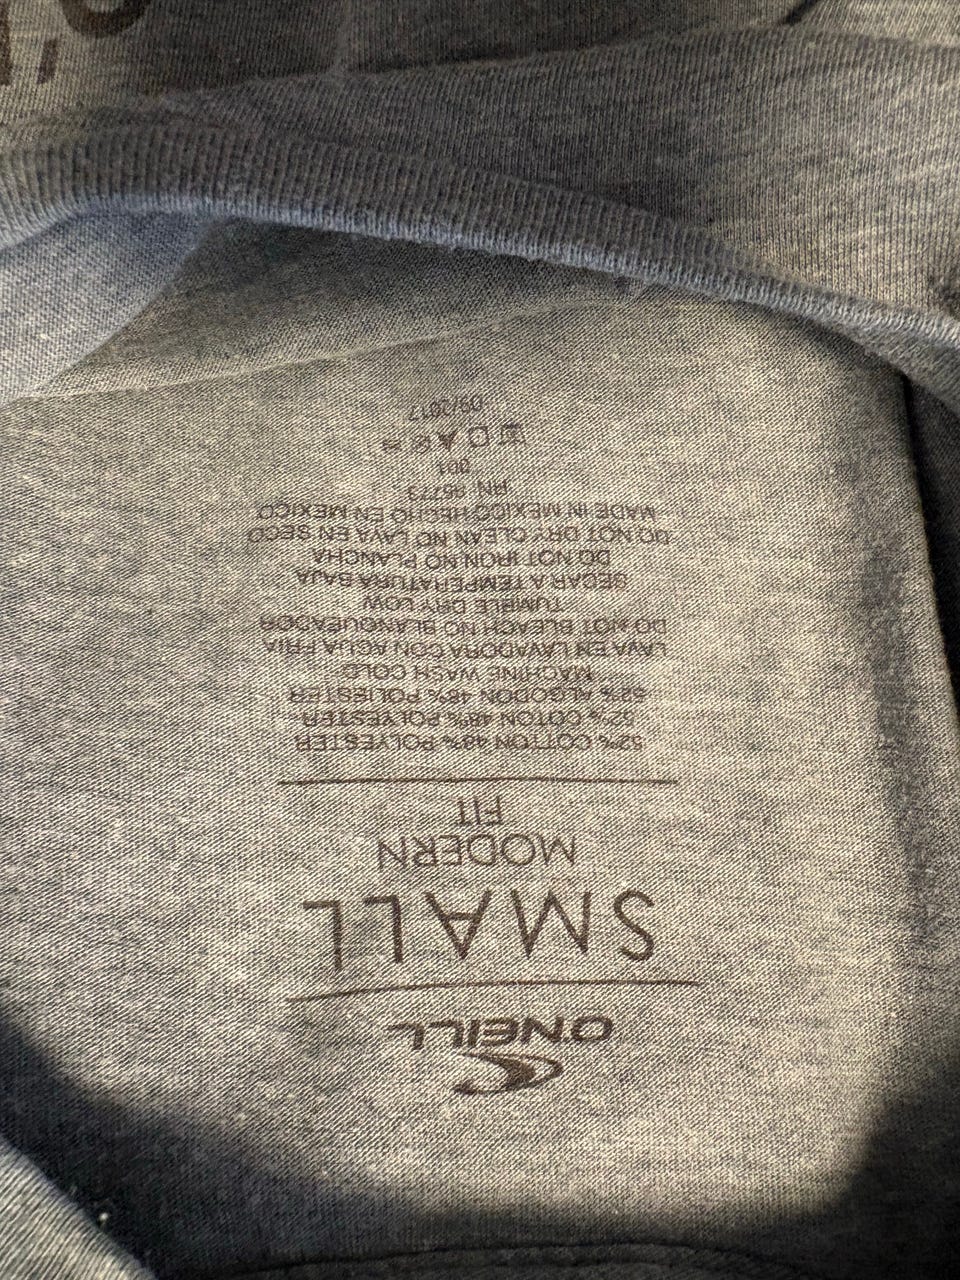 O'NEILL
SMALL
MODERN
FIT
52% COTTON 48% POLYESTER
52% COTON 48% POLYESTER
52% ALGODON 48% POLIESTER
MACHINE WASH COLD
LAVA EN LAVADORA CON AGUA FRIA
DO NOT BLEACH NO BLANQUEADOR
TUMBLE DRY LOW
SECAR A TEMPERATURA BAJA
DO NOT IRON NO PLANCHA
DO NOT DRY CLEAN NO LAVA EN SECO
MADE IN MEXICO HECHO EN MEXICO
RN
001
09/2017